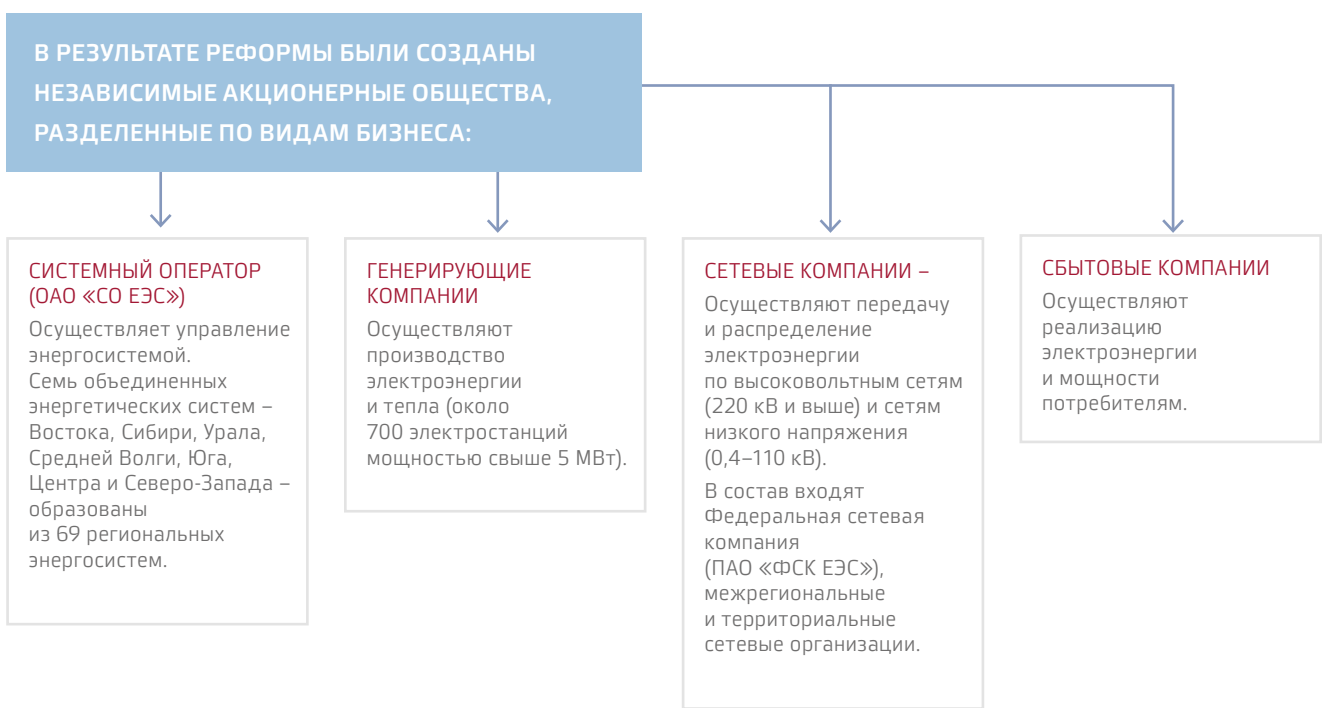 В РЕЗУЛЬТАТЕ РЕФОРМЫ БЫЛИ СОЗДАНЫ
НЕЗАВИСИМЫЕ АКЦИОНЕРНЫЕ ОБЩЕСТВА,
РАЗДЕЛЕННЫЕ ПО ВИДАМ БИЗНЕСА:
СИСТЕМНЫЙ ОПЕРАТОР
(ОАО «СО ЕЭС»)
Осуществляет управление
энергосистемой.
Семь объединенных
энергетических систем –
Востока, Сибири, Урала,
Средней Волги, Юга,
Центра и Северо-Запада –
образованы
из 69 региональных
энергосистем.
ГЕНЕРИРУЮЩИЕ
КОМПАНИИ
Осуществляют
производство
электроэнергии
и тепла (около
700 электростанций
мощностью свыше 5 МВт).
СЕТЕВЫЕ КОМПАНИИ –
Осуществляют передачу
и распределение
электроэнергии
по высоковольтным сетям
(220 кВ и выше) и сетям
низкого напряжения
(0,4–110 кВ).
В состав входят
Федеральная сетевая
компания
(ПАО «ФСК ЕЭС»),
межрегиональные
и территориальные
сетевые организации.
СБЫТОВЫЕ КОМПАНИИ
Осуществляют
реализацию
электроэнергии
и мощности
потребителям.